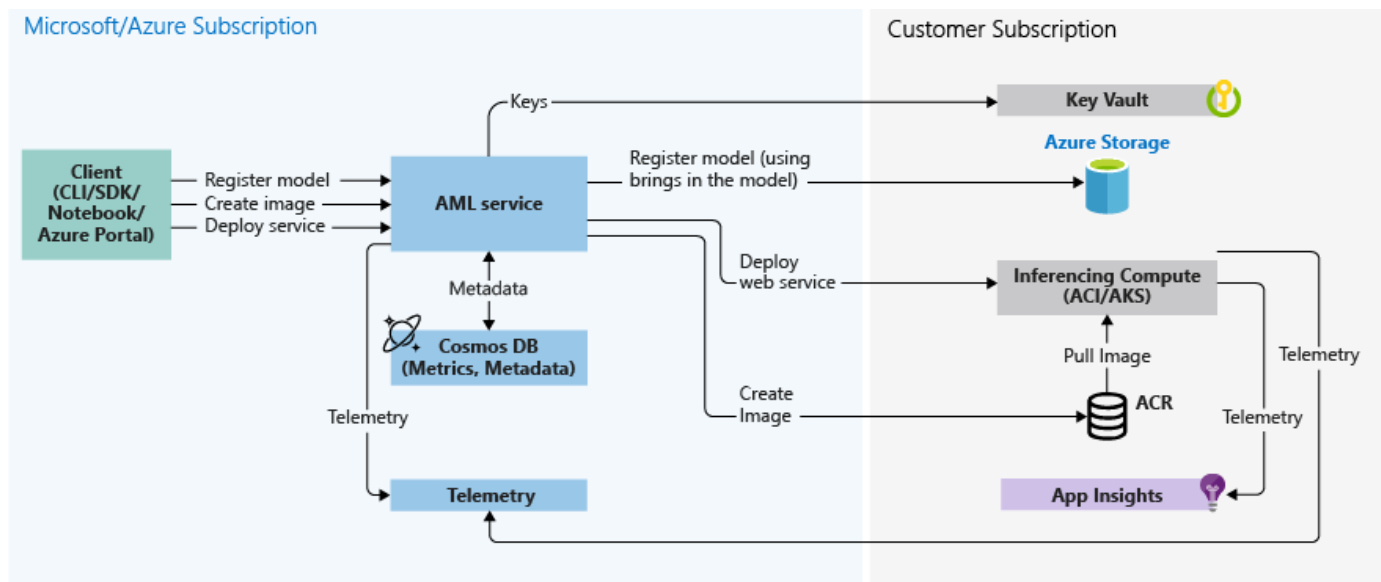 Microsoft/Azure Subscription
Customer Subscription
Keys
Key Vault
Azure Storage
Client
(CLI/SDK/
Notebook/
Azure Portal)
Register model
Create image
Deploy service
AML service
Register model (using
brings in the model)
Metadata
Deploy
web service
Inferencing Compute
(ACI/AKS)
Cosmos DB
(Metrics, Metadata)
Pull Image
Telemetry
Create
Image
ACR
Telemetry
Telemetry
Telemetry
App Insights